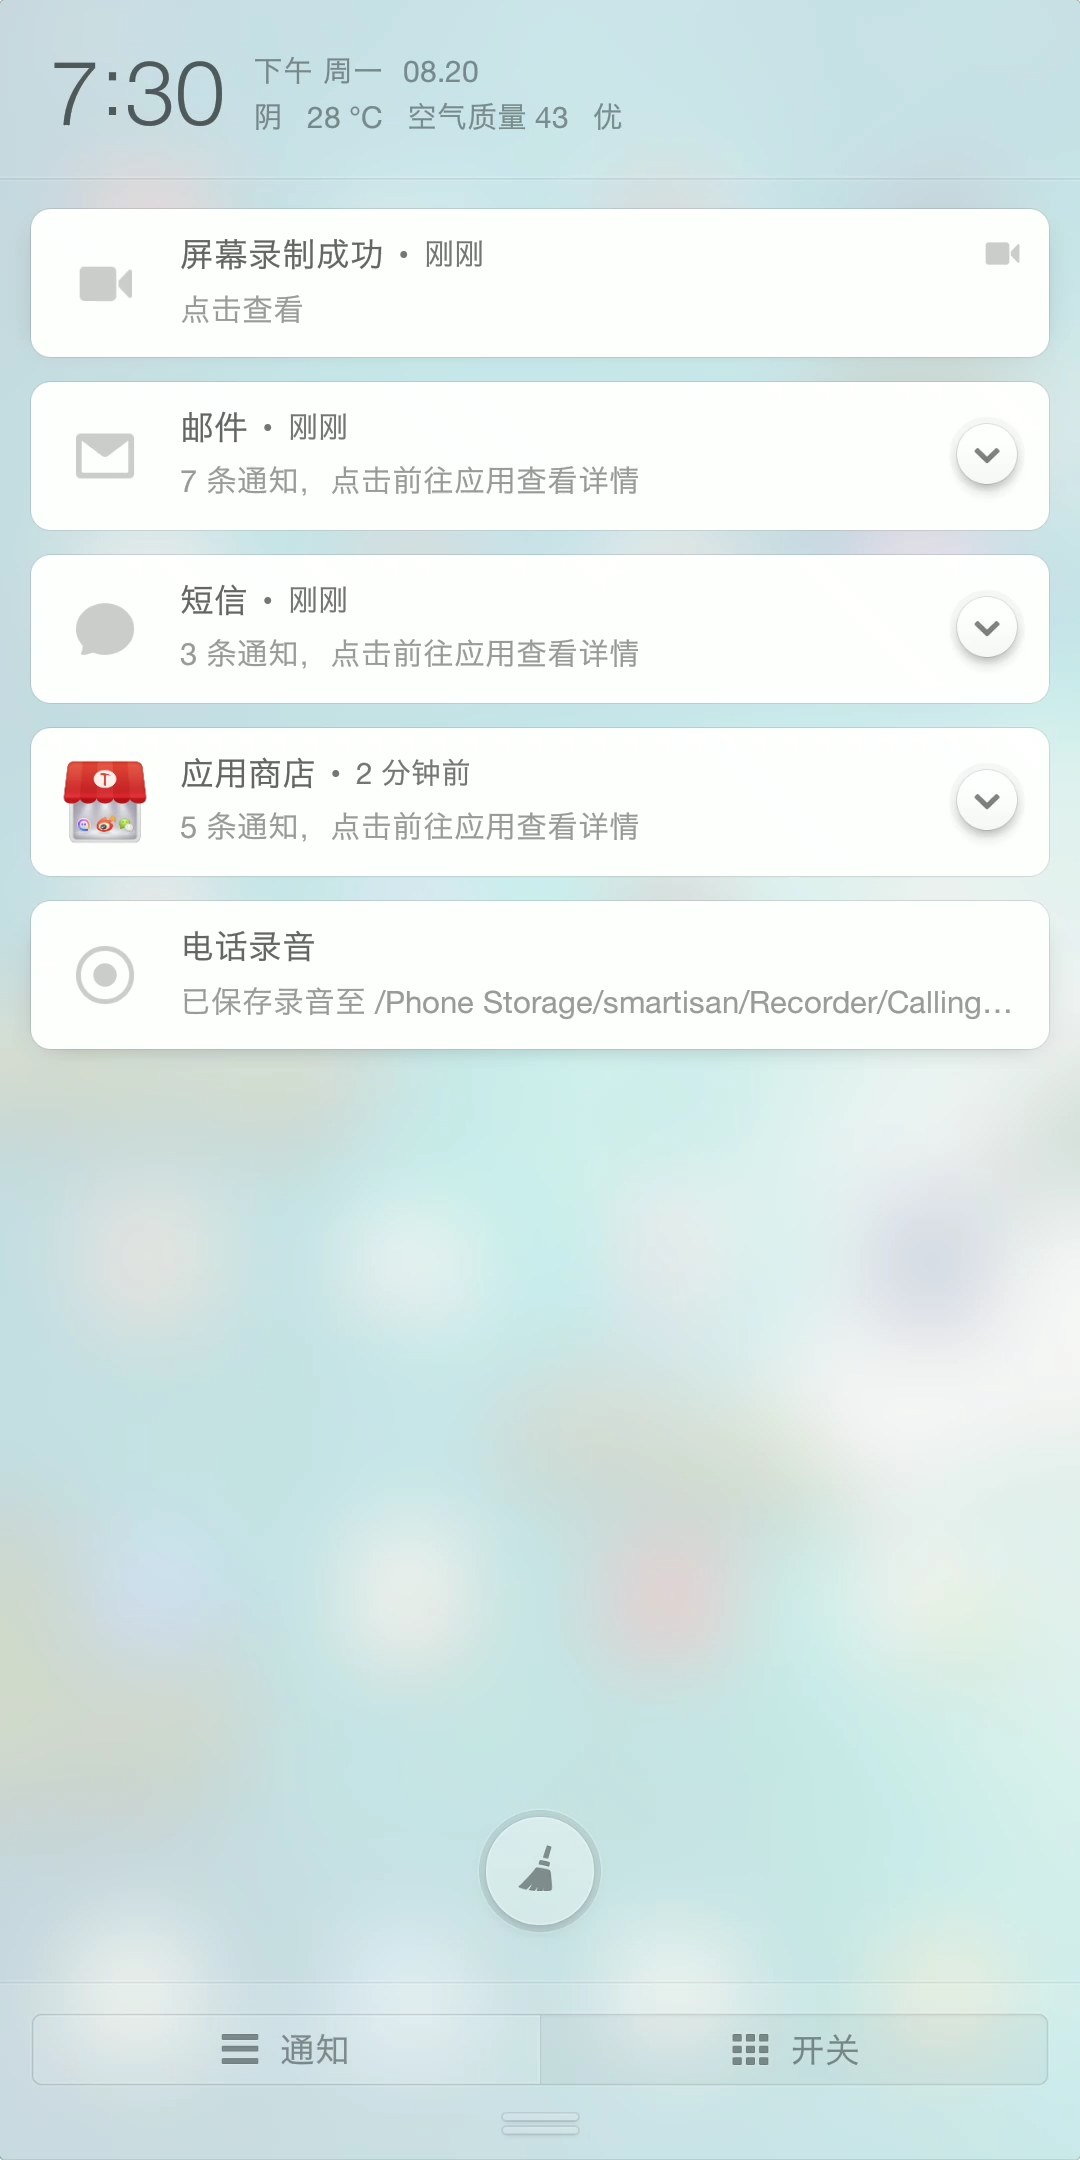 7:30
下午 周一 08.20
阴 28 °C 空气质量 43 优
屏幕录制成功 • 刚刚
点击查看
邮件 • 刚刚
7 条通知，点击前往应用查看详情
短信 • 刚刚
3 条通知，点击前往应用查看详情
应用商店 • 2 分钟前
5 条通知，点击前往应用查看详情
电话录音
已保存录音至 /Phone Storage/smartisan/Recorder/Calling...
通知
开关